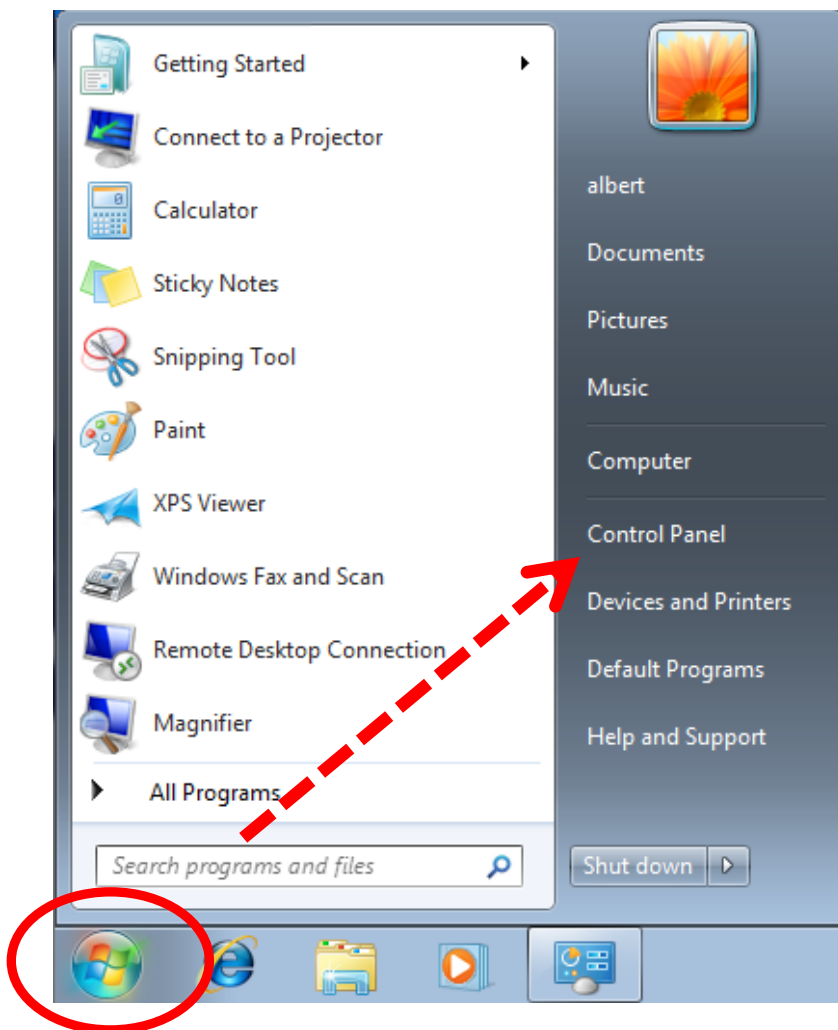 Getting Started
Connect to a Projector
Calculator
Sticky Notes
Snipping Tool
Paint
XPS Viewer
Windows Fax and Scan
Remote Desktop Connection
Magnifier
All Programs
Search programs and files
albert
Documents
Pictures
Music
Computer
Control Panel
Devices and Printers
Default Programs
Help and Support
Shut down